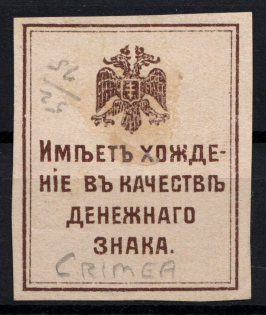 ИМѢЕТЪ ХОЖДЕ-
НІЕ ВЪ КАЧЕСТВѢ
ДЕНЕЖНАГО
ЗНАКА.
CRIMEA